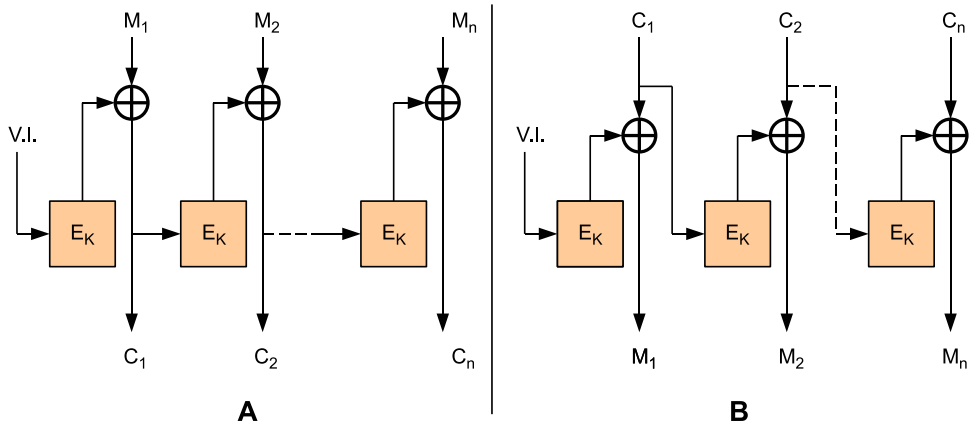 M1 M2 Mn
V.I.
EK EK EK
C1 C2 Cn
A
C1 C2 Cn
V.I.
EK EK EK
M1 M2 Mn
B